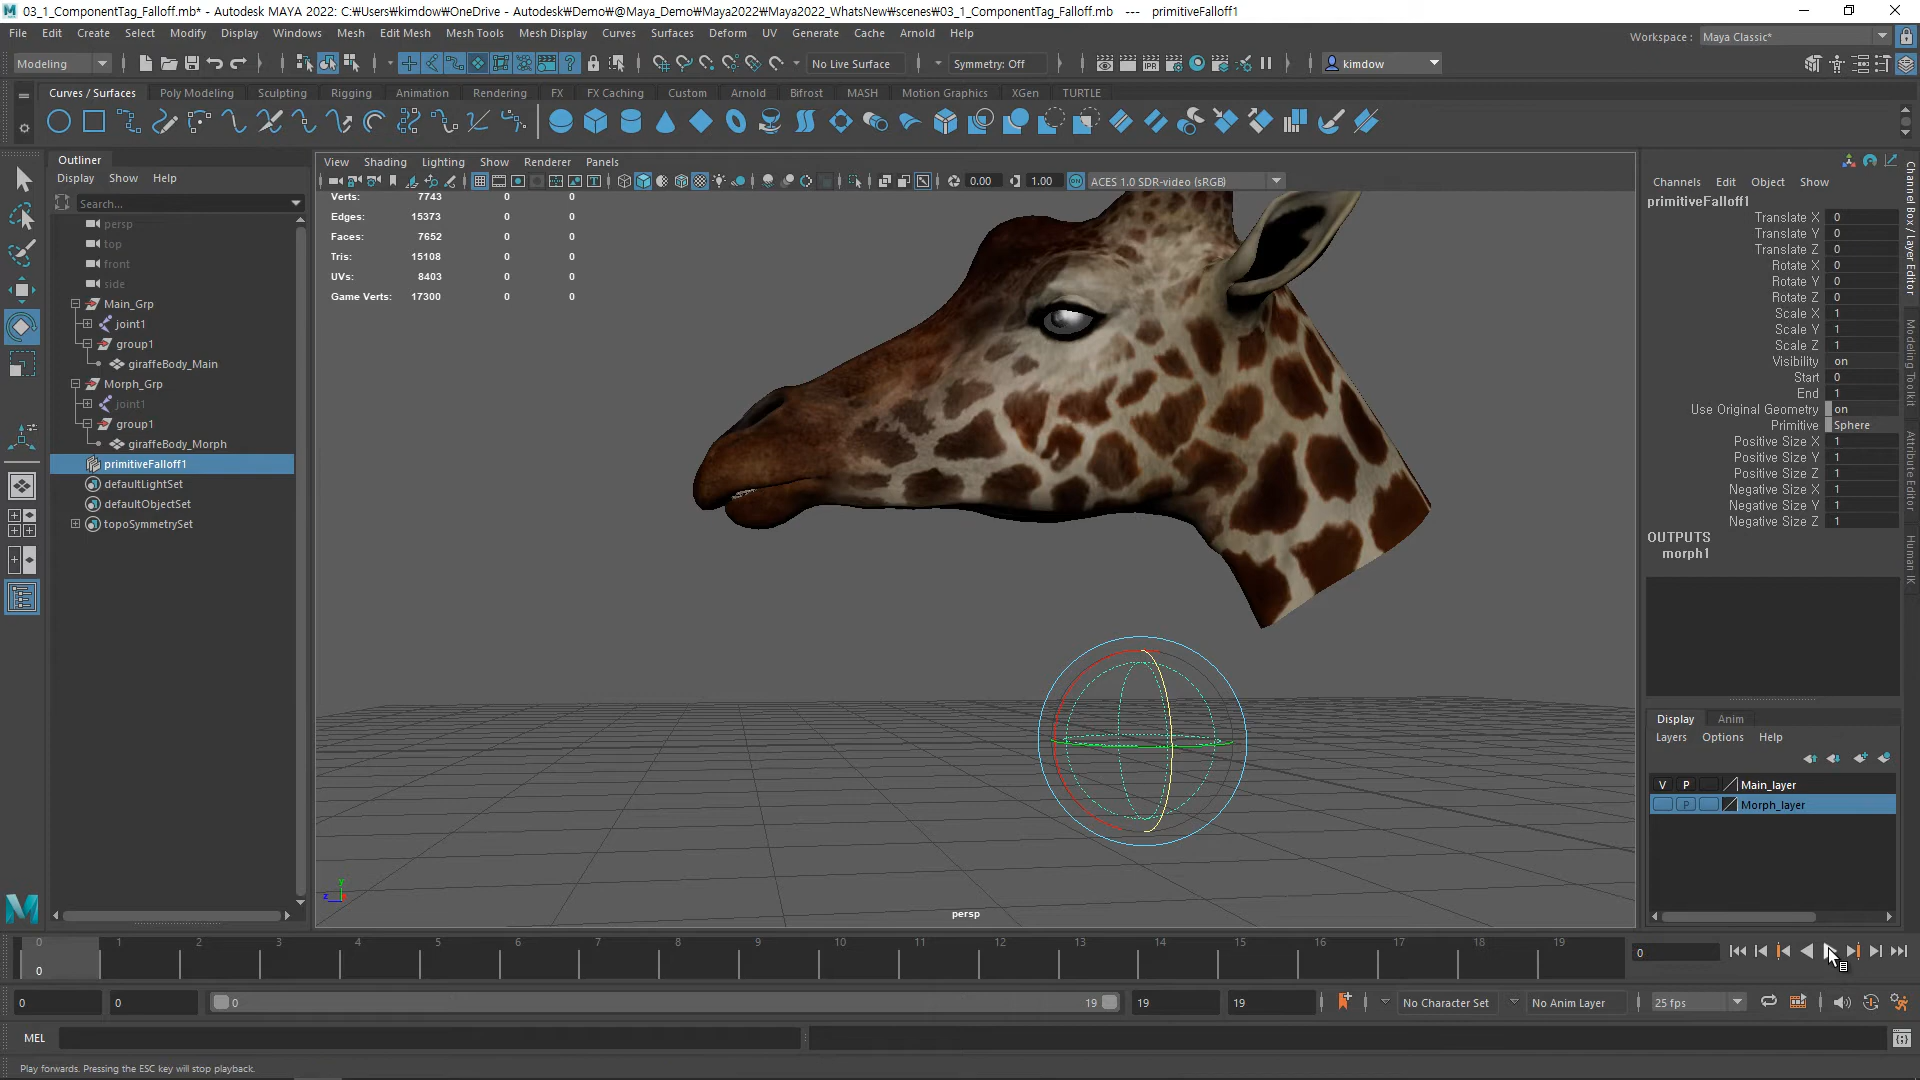 03_1_ComponentTag_Falloff.mb* - Autodesk MAYA 2022: C:₩Users₩kimdow₩OneDrive - Autodesk₩Demo₩@Maya_Demo₩Maya2022₩Maya2022_WhatsNew₩scenes₩03_1_ComponentTag_Falloff.mb --- primitiveFalloff1
File Edit Create Select Modify Display Windows Mesh Edit Mesh Mesh Tools Mesh Display Curves Surfaces Deform UV Generate Cache Arnold Help
Workspace : Maya Classic*
Modeling No Live Surface Symmetry: Off kimdow
Curves / Surfaces Poly Modeling Sculpting Rigging Animation Rendering FX FX Caching Custom Arnold Bifrost MASH Motion Graphics XGen TURTLE
Outliner
Display Show Help
Search...
persp
top
front
side
Main_Grp
joint1
group1
giraffeBody_Main
Morph_Grp
joint1
group1
giraffeBody_Morph
primitiveFalloff1
defaultLightSet
defaultObjectSet
topoSymmetrySet
View Shading Lighting Show Renderer Panels
0.00 1.00 ACES 1.0 SDR-video (sRGB)
Verts: 7743 0 0
Edges: 15373 0 0
Faces: 7652 0 0
Tris: 15108 0 0
UVs: 8403 0 0
Game Verts: 17300 0 0
y
z
persp
Channels Edit Object Show
primitiveFalloff1
Translate X 0
Translate Y 0
Translate Z 0
Rotate X 0
Rotate Y 0
Rotate Z 0
Scale X 1
Scale Y 1
Scale Z 1
Visibility on
Start 0
End 1
Use Original Geometry on
Primitive Sphere
Positive Size X 1
Positive Size Y 1
Positive Size Z 1
Negative Size X 1
Negative Size Y 1
Negative Size Z 1
OUTPUTS
morph1
Channel Box / Layer Editor
Modeling Toolkit
Attribute Editor
Human IK
Display Anim
Layers Options Help
V P Main_layer
P Morph_layer
0 1 2 3 4 5 6 7 8 9 10 11 12 13 14 15 16 17 18 19
0
0
0 0 0 19 19 19 No Character Set No Anim Layer 25 fps
MEL
Play forwards. Pressing the ESC key will stop playback.